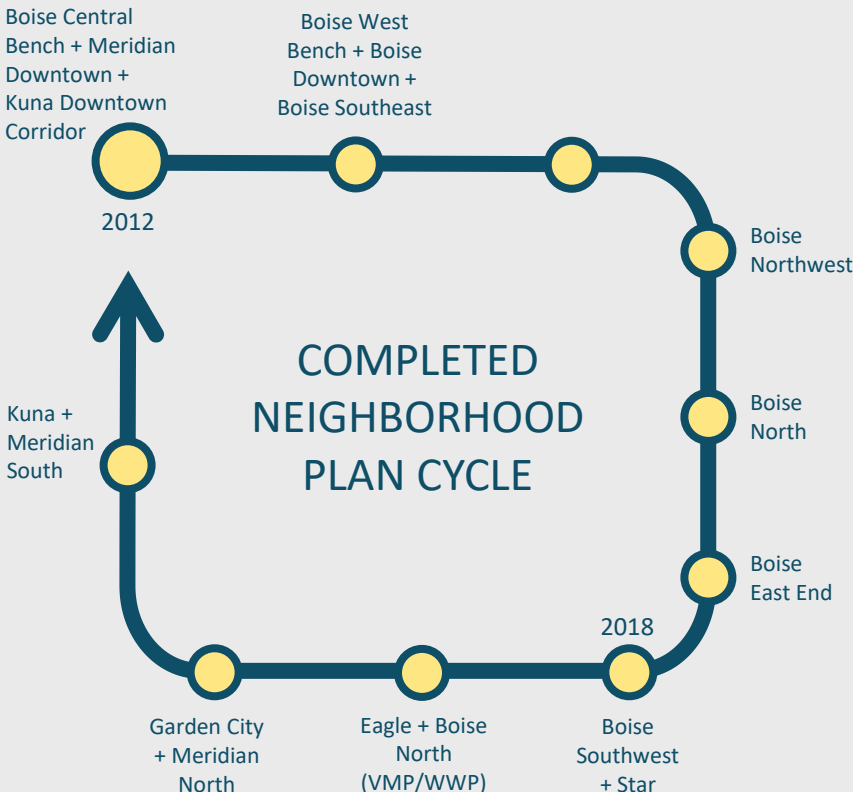 Boise Central
Bench + Meridian
Downtown +
Kuna Downtown
Corridor
2012
Boise West
Bench + Boise
Downtown +
Boise Southeast
Boise
Northwest
Boise
North
Boise
East End
2018
Boise
Southwest
+ Star
Eagle + Boise
North
(VMP/WWP)
Garden City
+ Meridian
North
Kuna +
Meridian
South
COMPLETED
NEIGHBORHOOD
PLAN CYCLE